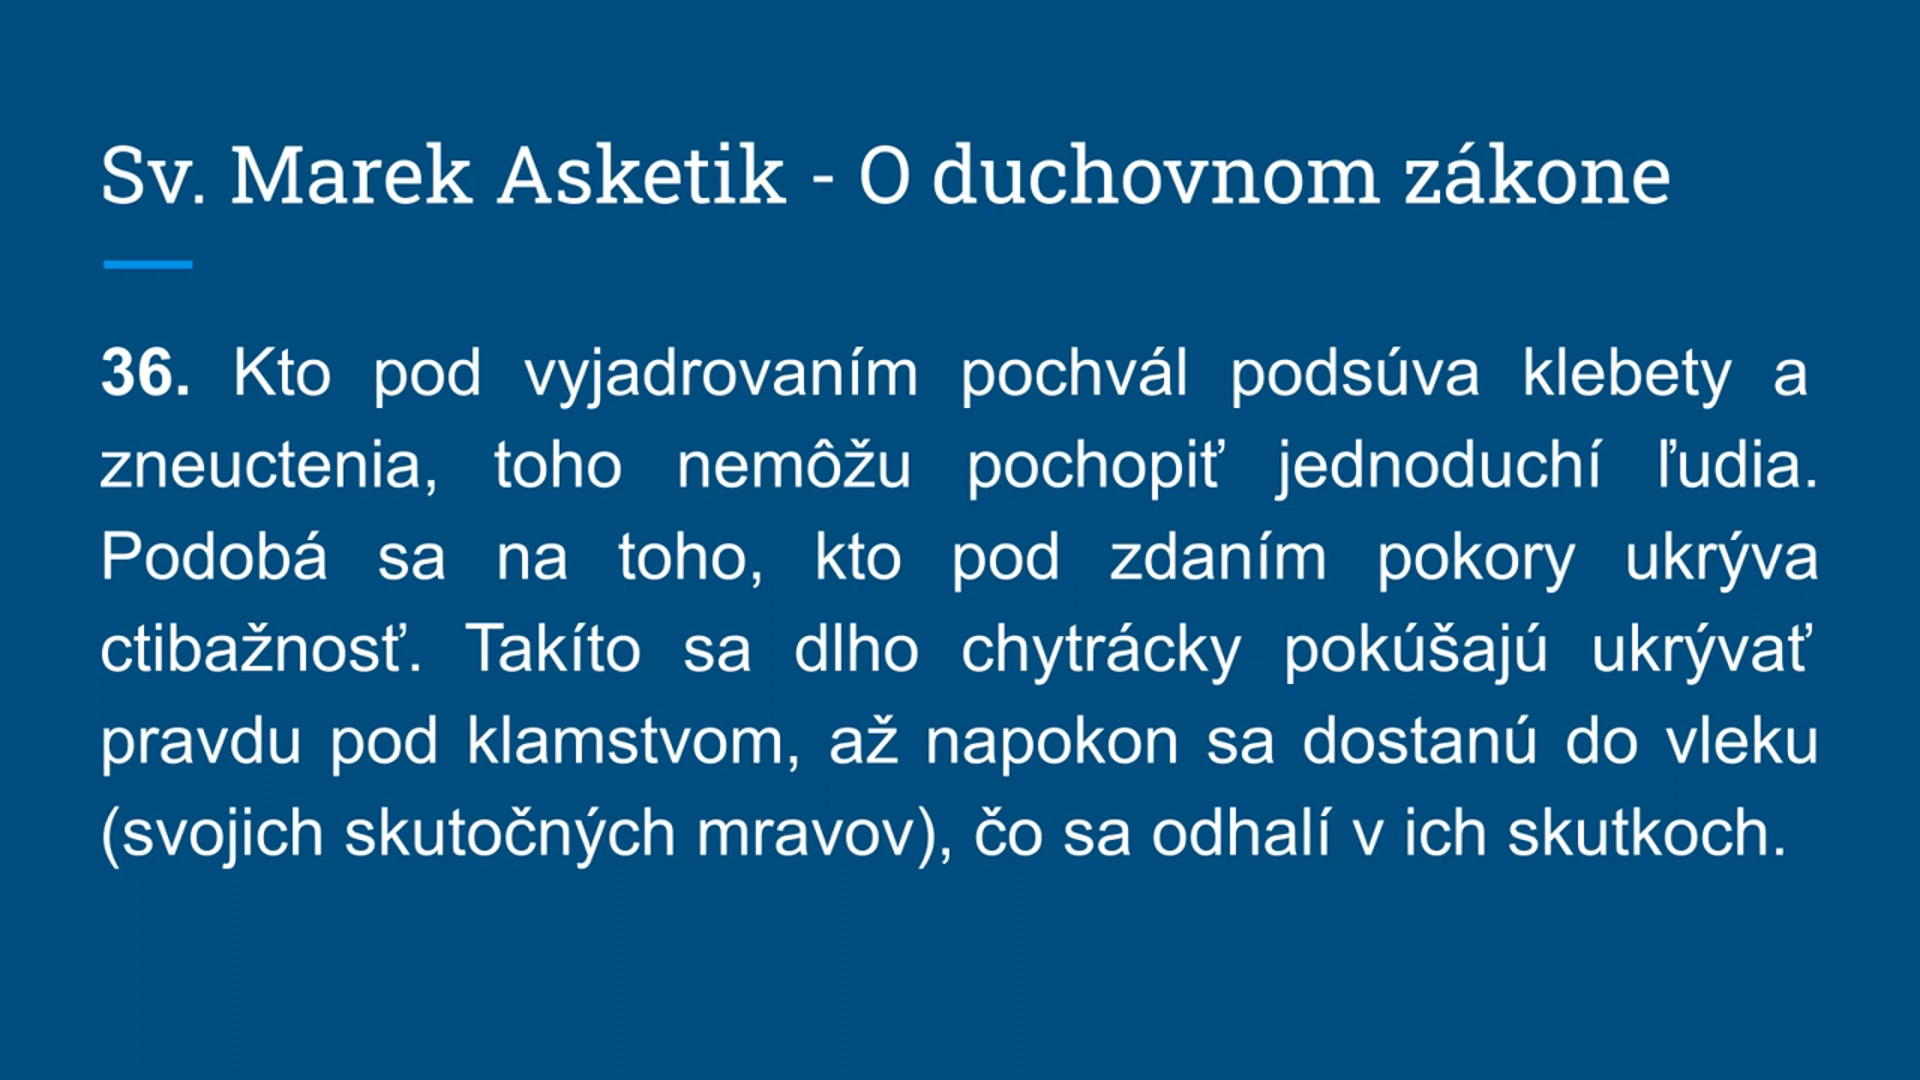 Sv. Marek Asketik - O duchovnom zákone
36. Kto pod vyjadrovaním pochvál podsúva klebety a
zneuctenia, toho nemôžu pochopiť jednoduchí ľudia.
Podobá sa na toho, kto pod zdaním pokory ukrýva
ctibažnosť. Takíto sa dlho chytrácky pokúšajú ukrývať
pravdu pod klamstvom, až napokon sa dostanú do vleku
(svojich skutočných mravov), čo sa odhalí v ich skutkoch.